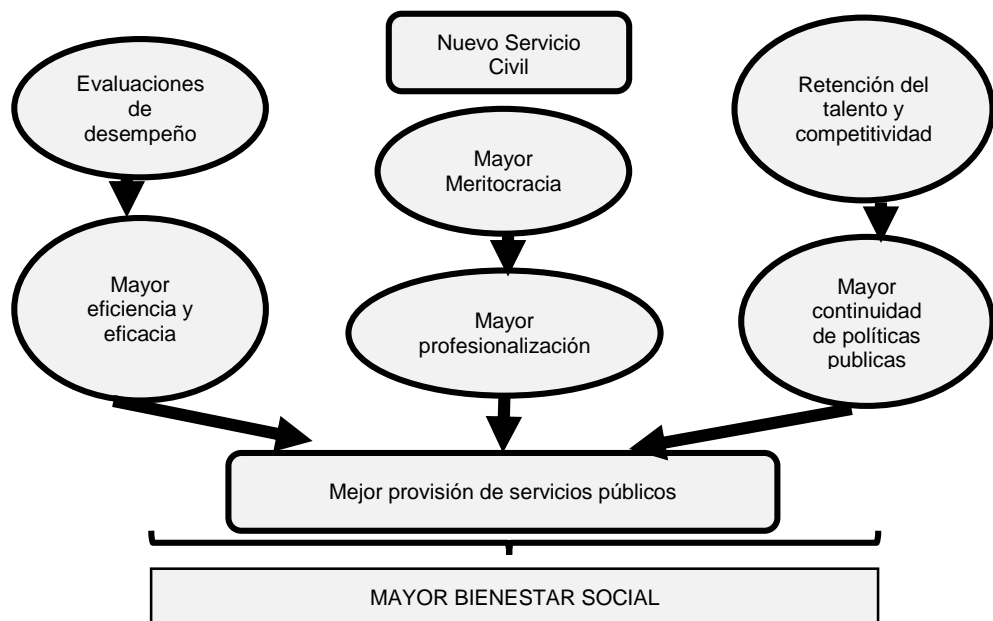 Nuevo Servicio
Civil
Evaluaciones
de
desempeño
Retención del
talento y
competitividad
Mayor
Meritocracia
Mayor
eficiencia y
eficacia
Mayor
profesionalización
Mayor
continuidad
de políticas
publicas
Mejor provisión de servicios públicos
MAYOR BIENESTAR SOCIAL